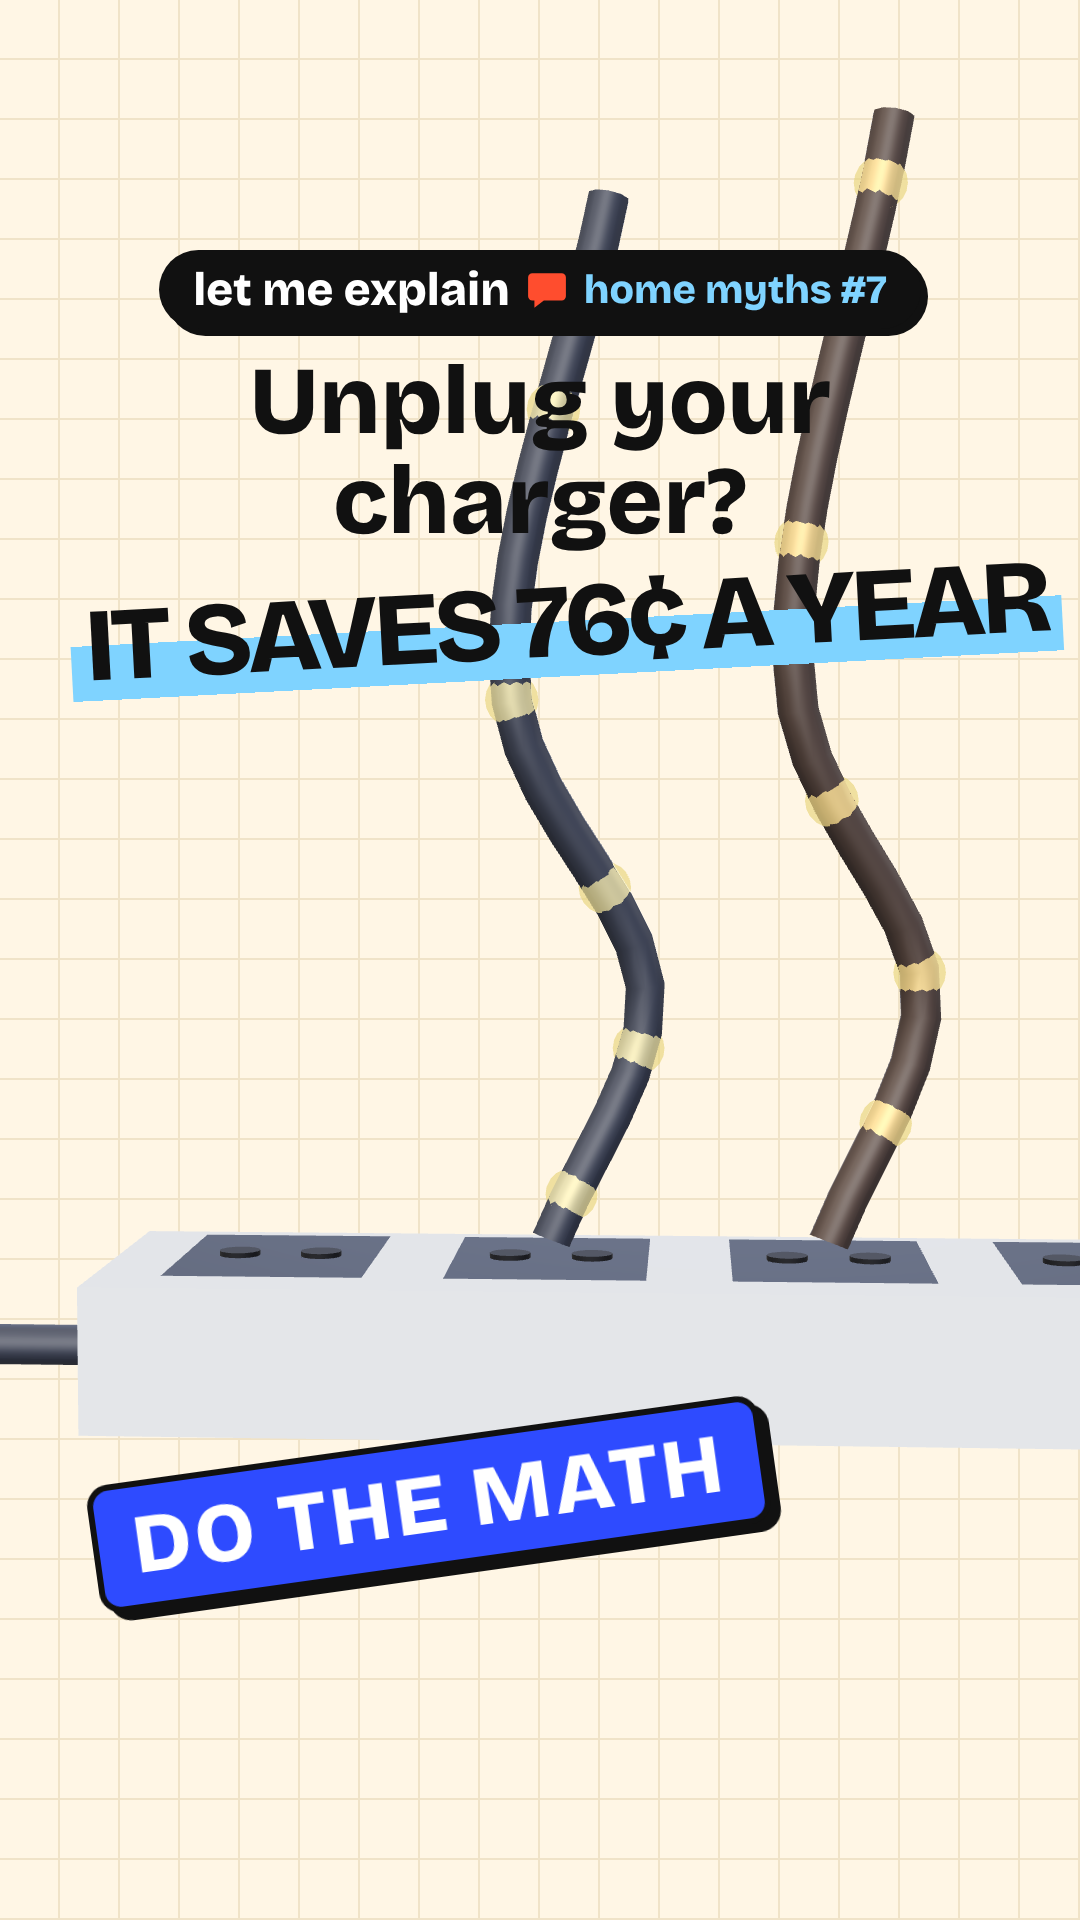 let me explain home myths #7
Unplug your
charger?
IT SAVES 76¢ A YEAR
DO THE MATH